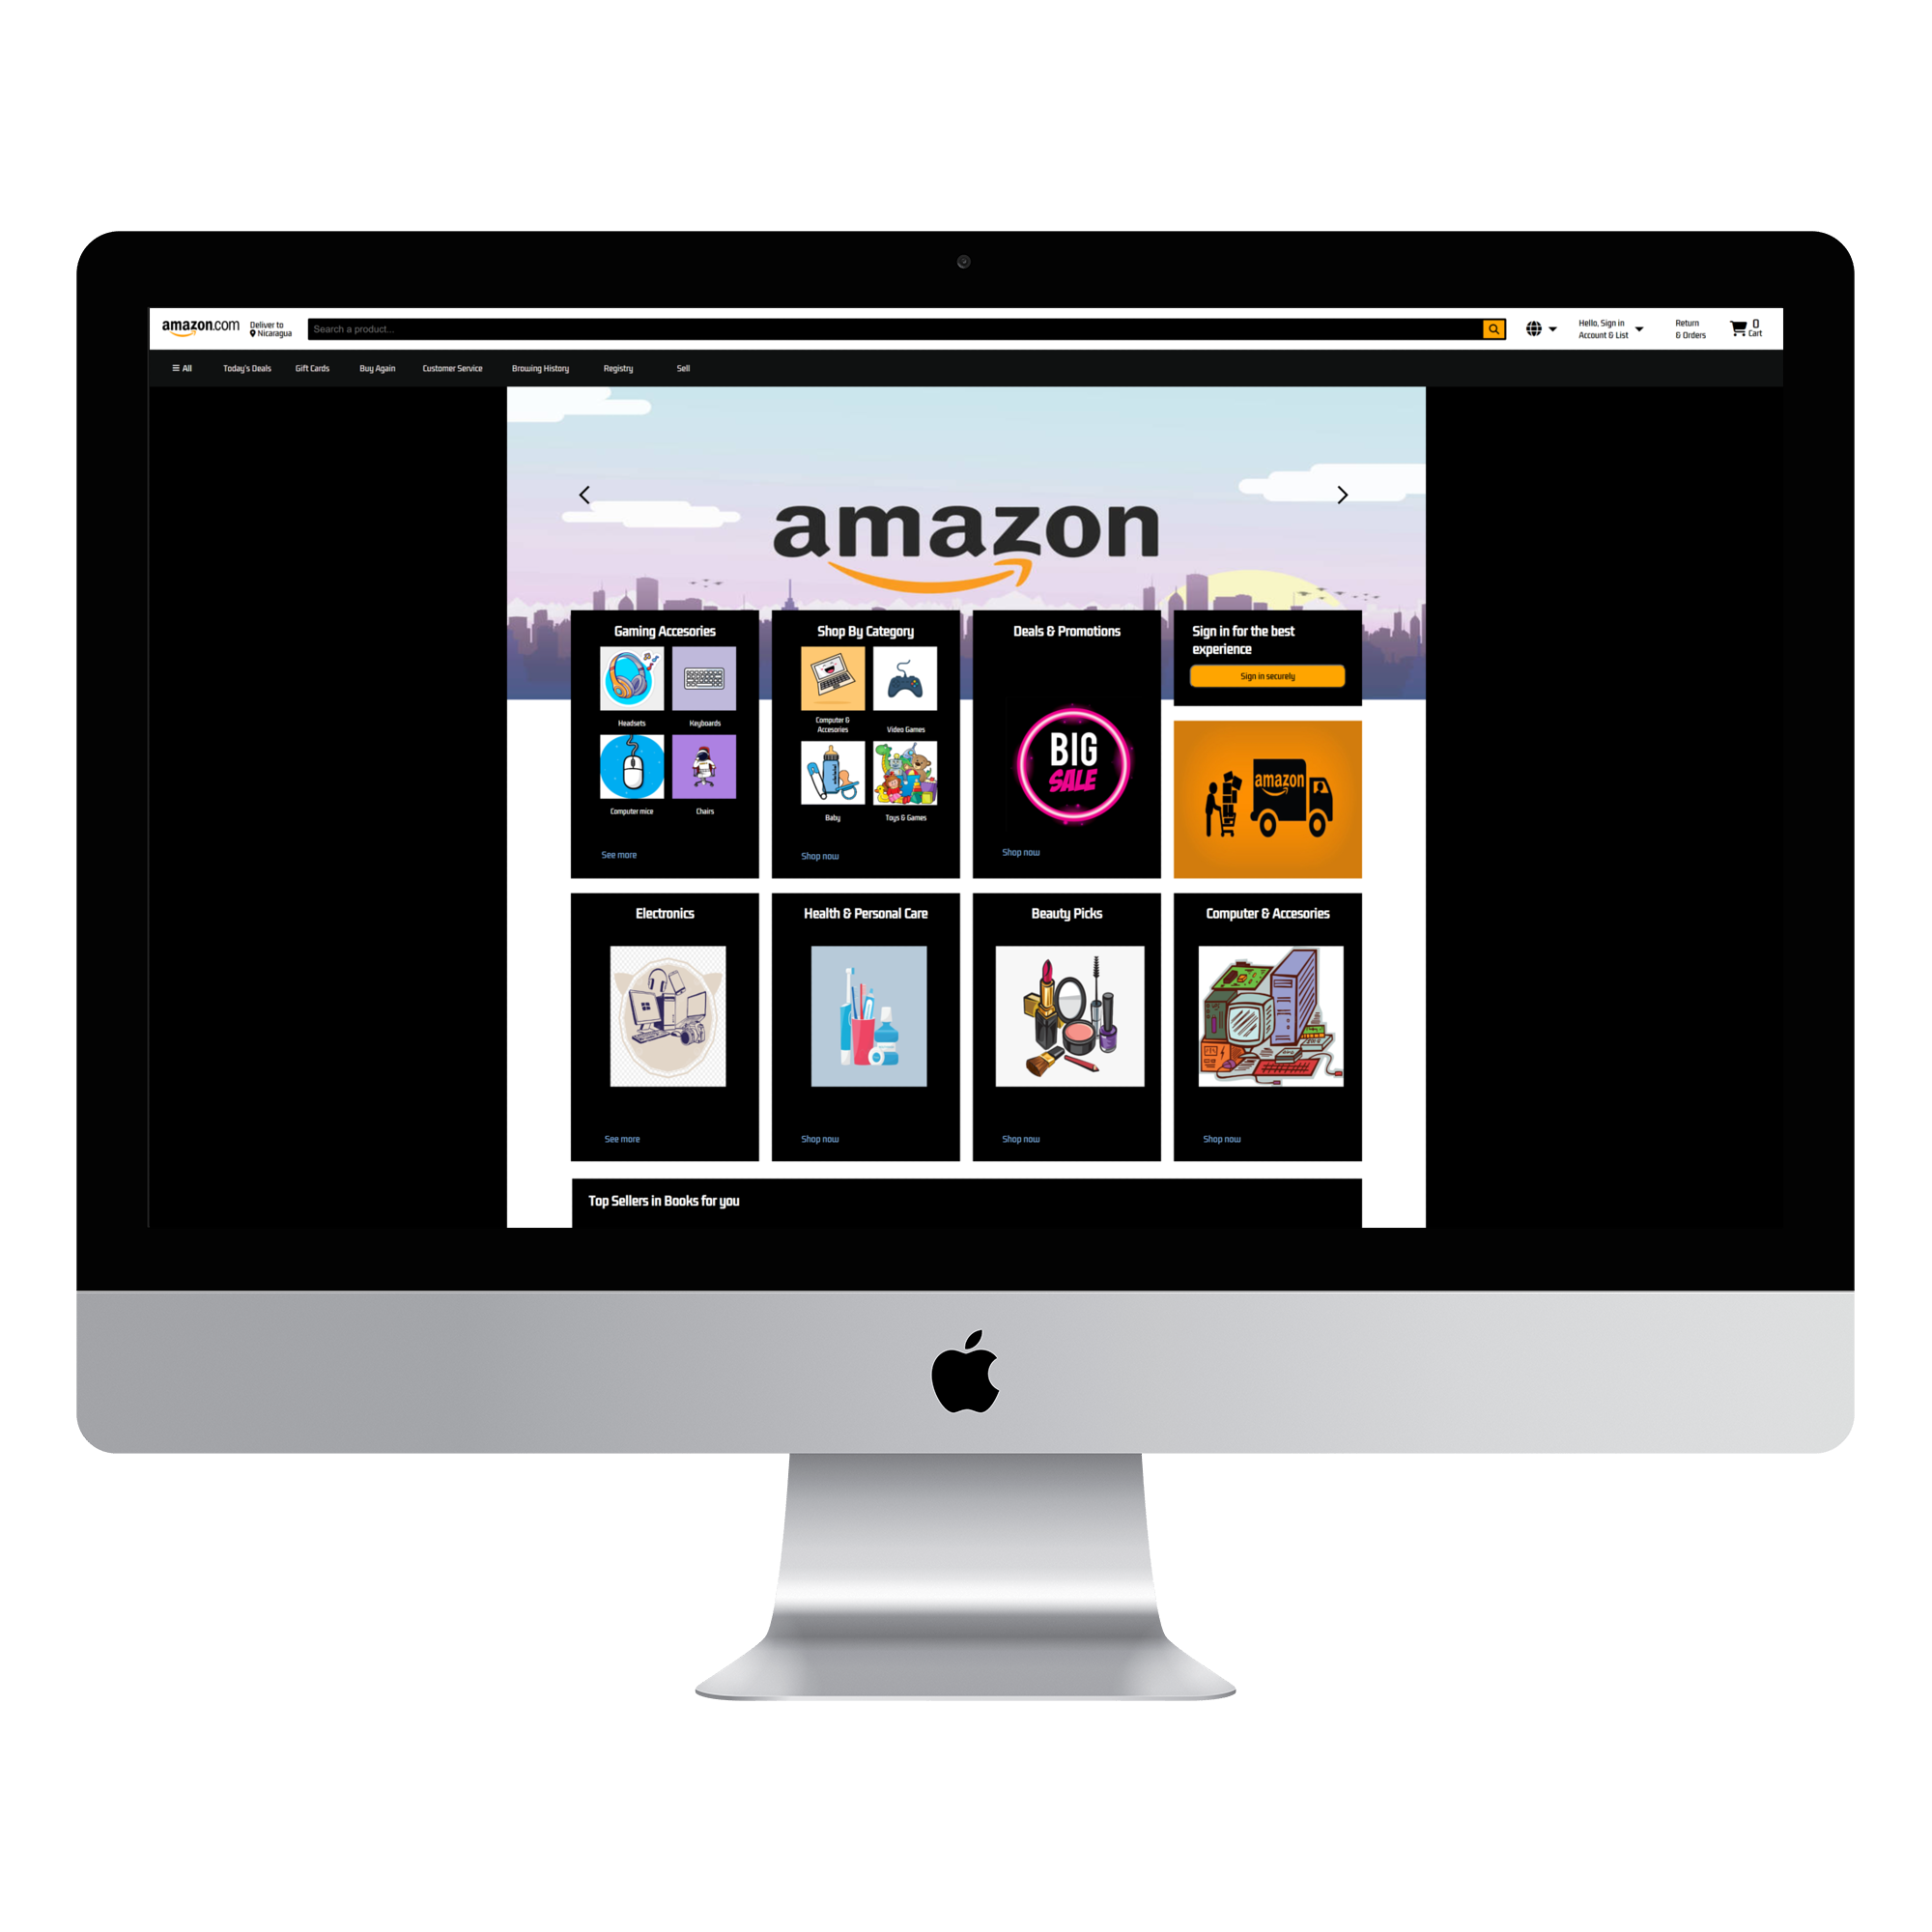 amazon.com
Deliver to
Nicaragua
Search a product...
Hello, Sign in
Account & List
Return
& Orders
0
Cart
All
Today's Deals
Gift Cards
Buy Again
Customer Service
Browing History
Registry
Sell
amazon
Gaming Accesories
Headsets
Keyboards
Computer mice
Chairs
See more
Shop By Category
Computer &
Accesories
Video Games
Baby
Toys & Games
Shop now
Deals & Promotions
BIG
SALE
Shop now
Sign in for the best
experience
Sign in securely
amazon
Electronics
See more
Health & Personal Care
Shop now
Beauty Picks
Shop now
Computer & Accesories
Shop now
Top Sellers in Books for you